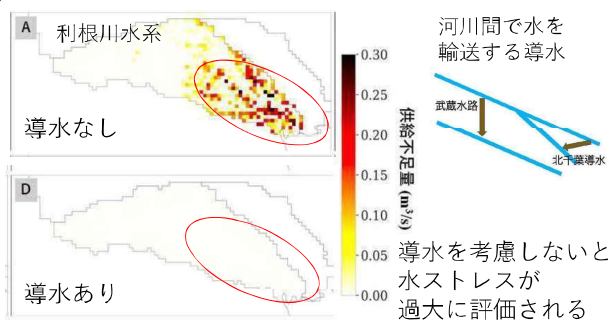 A
利根川水系
導水なし
D
導水あり
0.30
0.25
0.20
0.15
0.10
0.05
0.00
供給不足量 (m³/s)
河川間で水を
輸送する導水
武蔵水路
北千葉導水
導水を考慮しないと
水ストレスが
過大に評価される